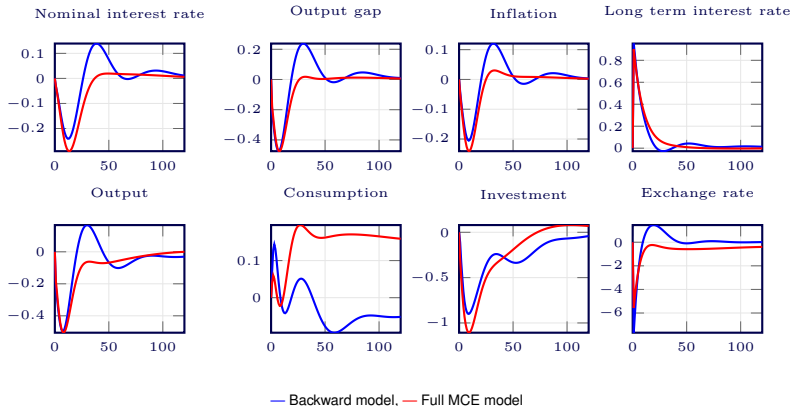 Nominal interest rate
Output gap
Inflation
Long term interest rate
0.1
0
−0.2
0 50 100
0.2
0
−0.2
−0.4
0 50 100
0.1
0
−0.1
−0.2
0 50 100
0.8
0.6
0.4
0.2
0
0 50 100
Output
Consumption
Investment
Exchange rate
0
−0.2
−0.4
0 50 100
0.1
0
0 50 100
0
−0.5
−1
0 50 100
0
−2
−4
−6
0 50 100
— Backward model, — Full MCE model